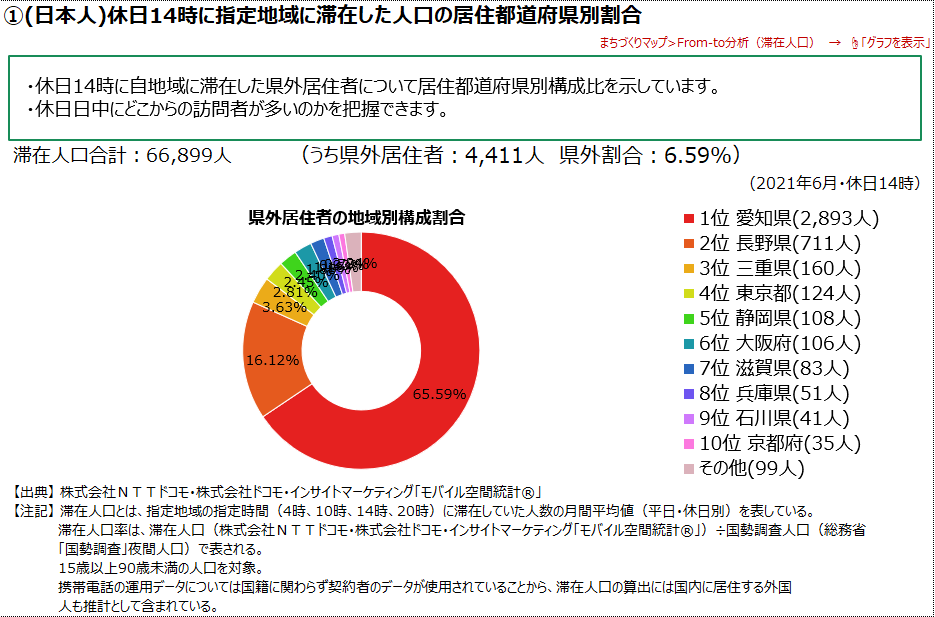 ①(日本人)休日14時に指定地域に滞在した人口の居住都道府県別割合
まちづくりマップ>From-to分析（滞在人口） → ☝「グラフを表示」
・休日14時に自地域に滞在した県外居住者について居住都道府県別構成比を示しています。
・休日日中にどこからの訪問者が多いのかを把握できます。
滞在人口合計：66,899人 （うち県外居住者：4,411人 県外割合：6.59%）
（2021年6月・休日14時）
県外居住者の地域別構成割合
65.59%
16.12%
3.63%
2.81%
2.45%
1位 愛知県(2,893人)
2位 長野県(711人)
3位 三重県(160人)
4位 東京都(124人)
5位 静岡県(108人)
6位 大阪府(106人)
7位 滋賀県(83人)
8位 兵庫県(51人)
9位 石川県(41人)
10位 京都府(35人)
その他(99人)
【出典】株式会社ＮＴＴドコモ・株式会社ドコモ・インサイトマーケティング「モバイル空間統計®」
【注記】滞在人口とは、指定地域の指定時間（4時、10時、14時、20時）に滞在していた人数の月間平均値（平日・休日別）を表している。
滞在人口率は、滞在人口（株式会社ＮＴＴドコモ・株式会社ドコモ・インサイトマーケティング「モバイル空間統計®」）÷国勢調査人口（総務省
「国勢調査」夜間人口）で表される。
15歳以上90歳未満の人口を対象。
携帯電話の運用データについては国籍に関わらず契約者のデータが使用されていることから、滞在人口の算出には国内に居住する外国
人も推計として含まれている。